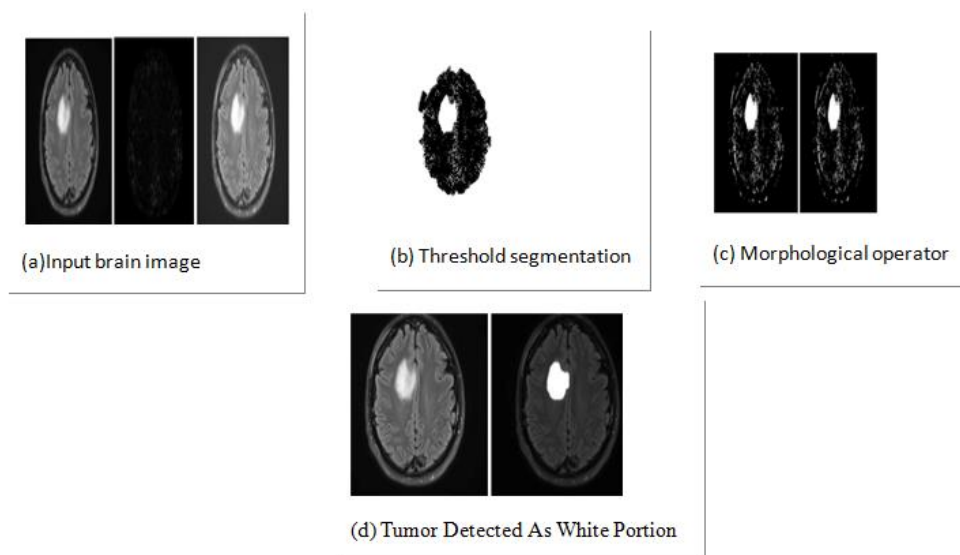 (a)Input brain image
(b) Threshold segmentation
(c) Morphological operator
(d) Tumor Detected As White Portion